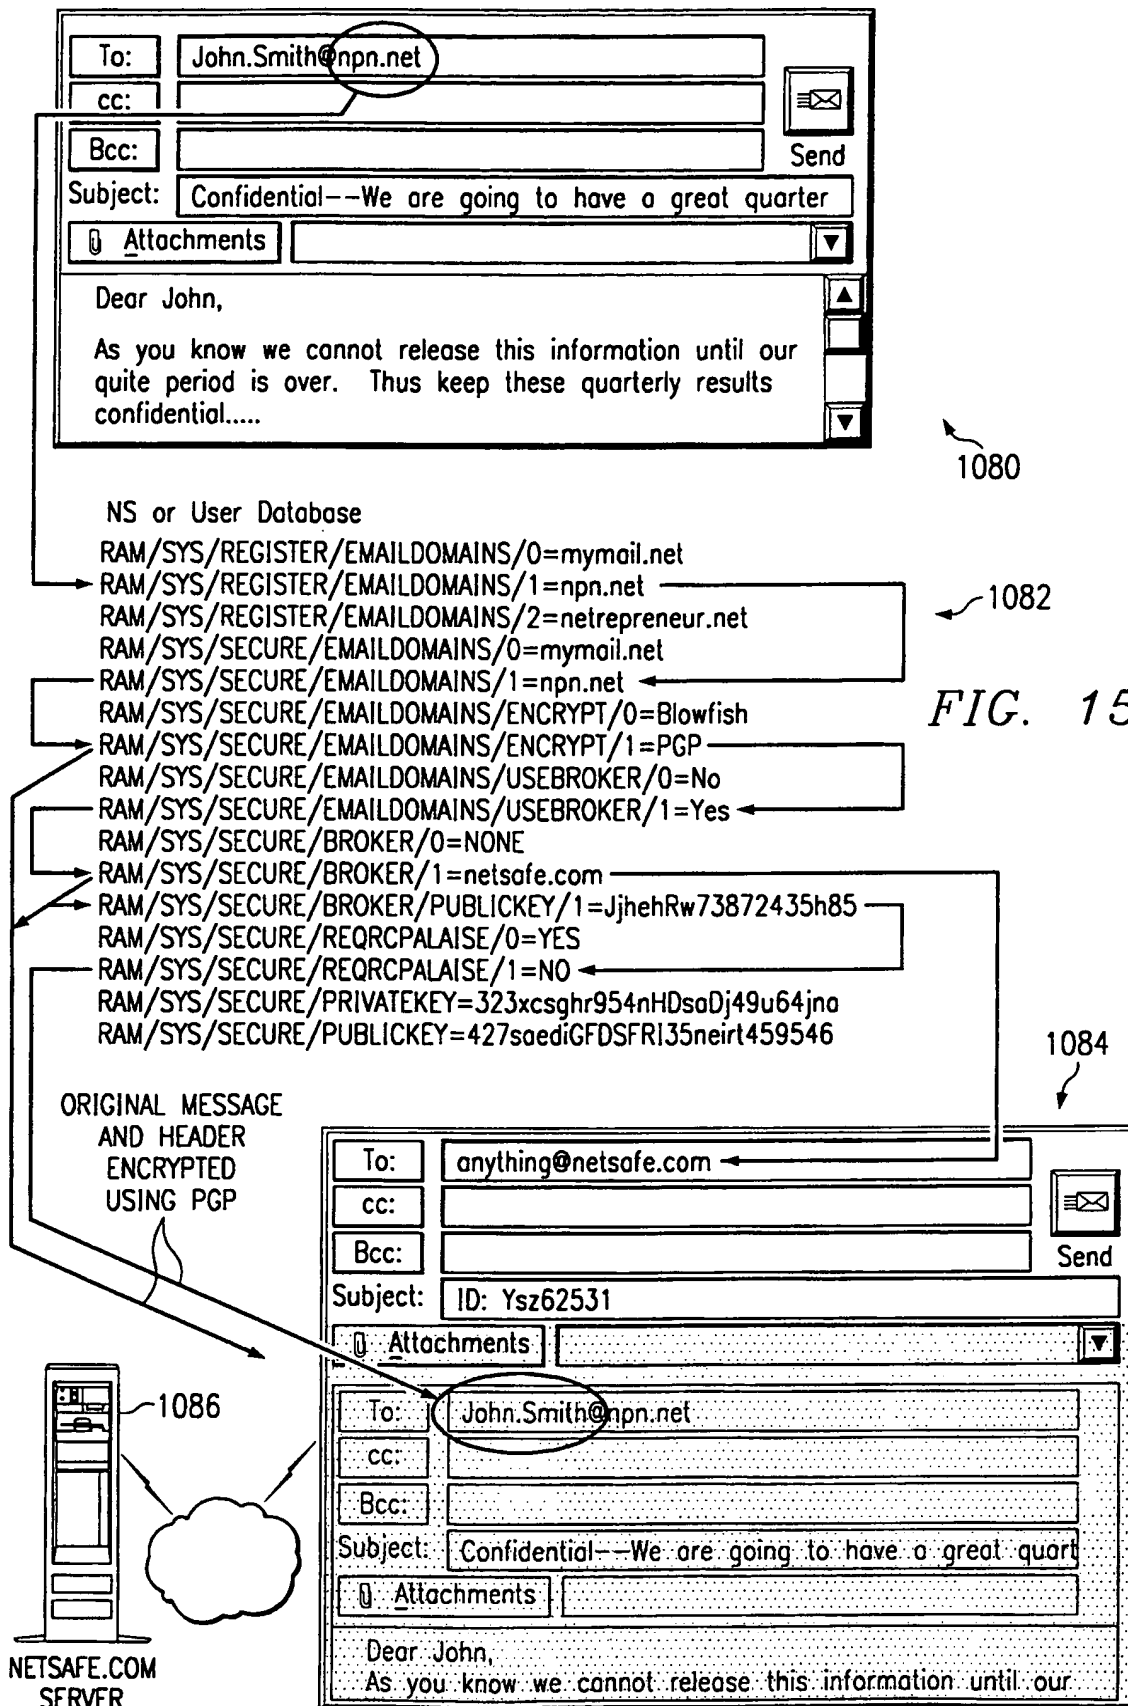 To: John.Smith@npn.net
cc:
Bcc:
Send
Subject: Confidential--We are going to have a great quarter
Attachments
Dear John,
As you know we cannot release this information until our
quite period is over. Thus keep these quarterly results
confidential.....
1080
NS or User Database
RAM/SYS/REGISTER/EMAILDOMAINS/0=mymail.net
RAM/SYS/REGISTER/EMAILDOMAINS/1=npn.net
RAM/SYS/REGISTER/EMAILDOMAINS/2=netrepreneur.net
RAM/SYS/SECURE/EMAILDOMAINS/0=mymail.net
RAM/SYS/SECURE/EMAILDOMAINS/1=npn.net
RAM/SYS/SECURE/EMAILDOMAINS/ENCRYPT/0=Blowfish
RAM/SYS/SECURE/EMAILDOMAINS/ENCRYPT/1=PGP
RAM/SYS/SECURE/EMAILDOMAINS/USEBROKER/0=No
RAM/SYS/SECURE/EMAILDOMAINS/USEBROKER/1=Yes
RAM/SYS/SECURE/BROKER/0=NONE
RAM/SYS/SECURE/BROKER/1=netsafe.com
RAM/SYS/SECURE/BROKER/PUBLICKEY/1=JjhehRw73872435h85
RAM/SYS/SECURE/REQRCPALAISE/0=YES
RAM/SYS/SECURE/REQRCPALAISE/1=NO
RAM/SYS/SECURE/PRIVATEKEY=323xcsghr954nHDsaDj49u64jna
RAM/SYS/SECURE/PUBLICKEY=427saediGFDSFRI35neirt459546
1082
FIG. 15
1084
ORIGINAL MESSAGE
AND HEADER
ENCRYPTED
USING PGP
To: anything@netsafe.com
cc:
Bcc:
Send
Subject: ID: Ysz62531
Attachments
To: John.Smith@npn.net
cc:
Bcc:
Subject: Confidential--We are going to have a great quart
Attachments
Dear John,
As you know we cannot release this information until our
1086
NETSAFE.COM
SERVER